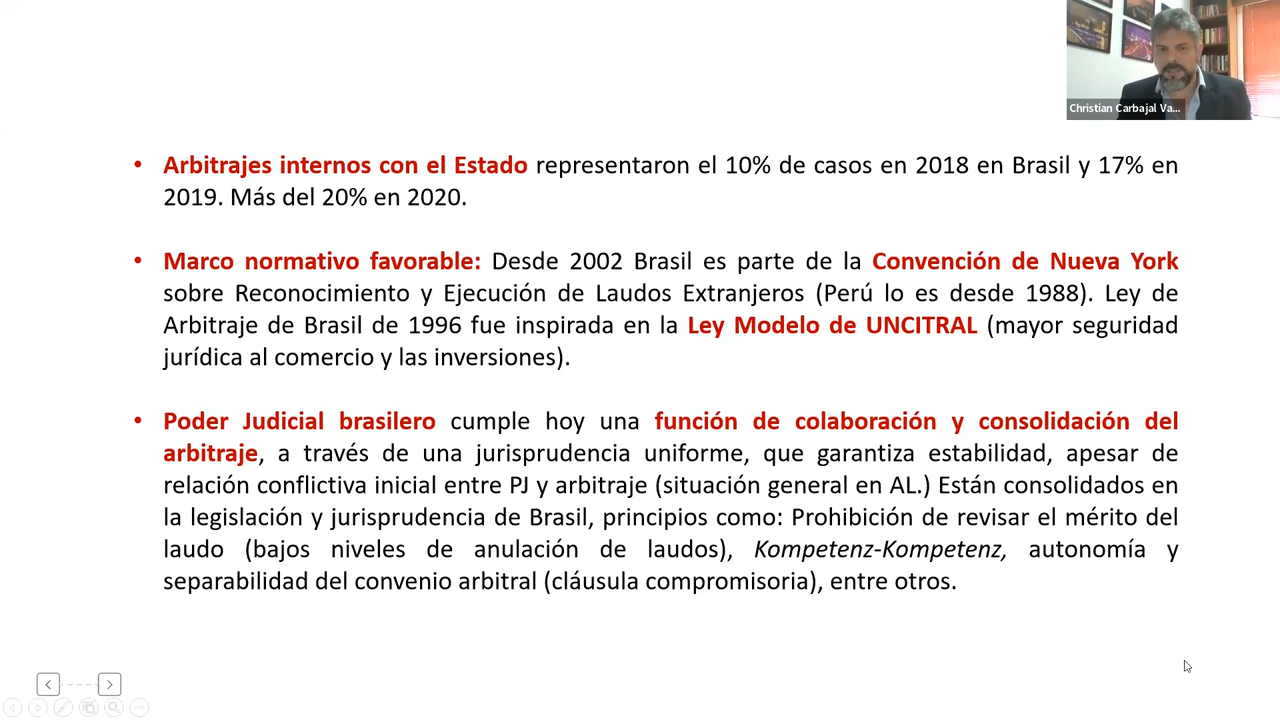 Christian Carbajal Va...
• Arbitrajes internos con el Estado representaron el 10% de casos en 2018 en Brasil y 17% en
2019. Más del 20% en 2020.
• Marco normativo favorable: Desde 2002 Brasil es parte de la Convención de Nueva York
sobre Reconocimiento y Ejecución de Laudos Extranjeros (Perú lo es desde 1988). Ley de
Arbitraje de Brasil de 1996 fue inspirada en la Ley Modelo de UNCITRAL (mayor seguridad
jurídica al comercio y las inversiones).
• Poder Judicial brasilero cumple hoy una función de colaboración y consolidación del
arbitraje, a través de una jurisprudencia uniforme, que garantiza estabilidad, apesar de
relación conflictiva inicial entre PJ y arbitraje (situación general en AL.) Están consolidados en
la legislación y jurisprudencia de Brasil, principios como: Prohibición de revisar el mérito del
laudo (bajos niveles de anulación de laudos), Kompetenz-Kompetenz, autonomía y
separabilidad del convenio arbitral (cláusula compromisoria), entre otros.